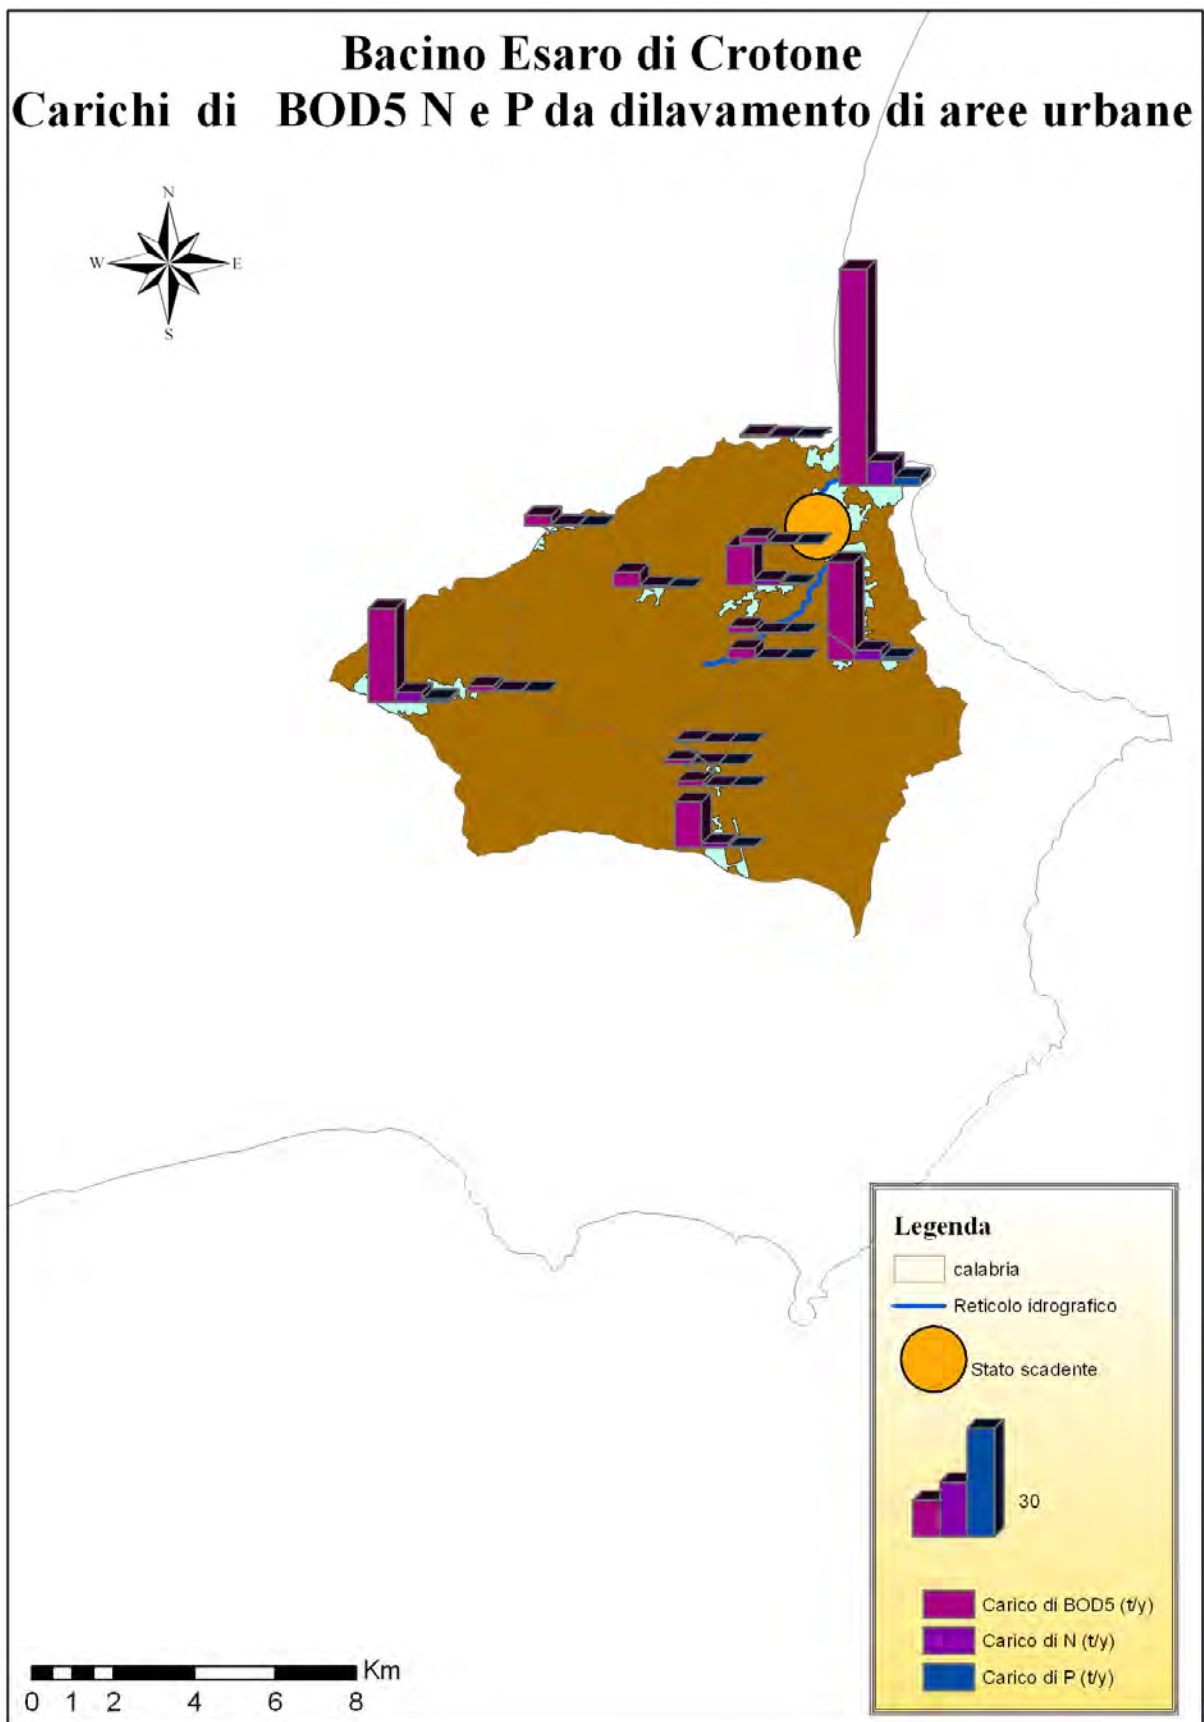 Bacino Esaro di Crotone
Carichi di BOD5 N e P da dilavamento di aree urbane
N
W E
S
Legenda
calabria
Reticolo idrografico
Stato scadente
30
Carico di BOD5 (t/y)
Carico di N (t/y)
Carico di P (t/y)
Km
0 1 2 4 6 8